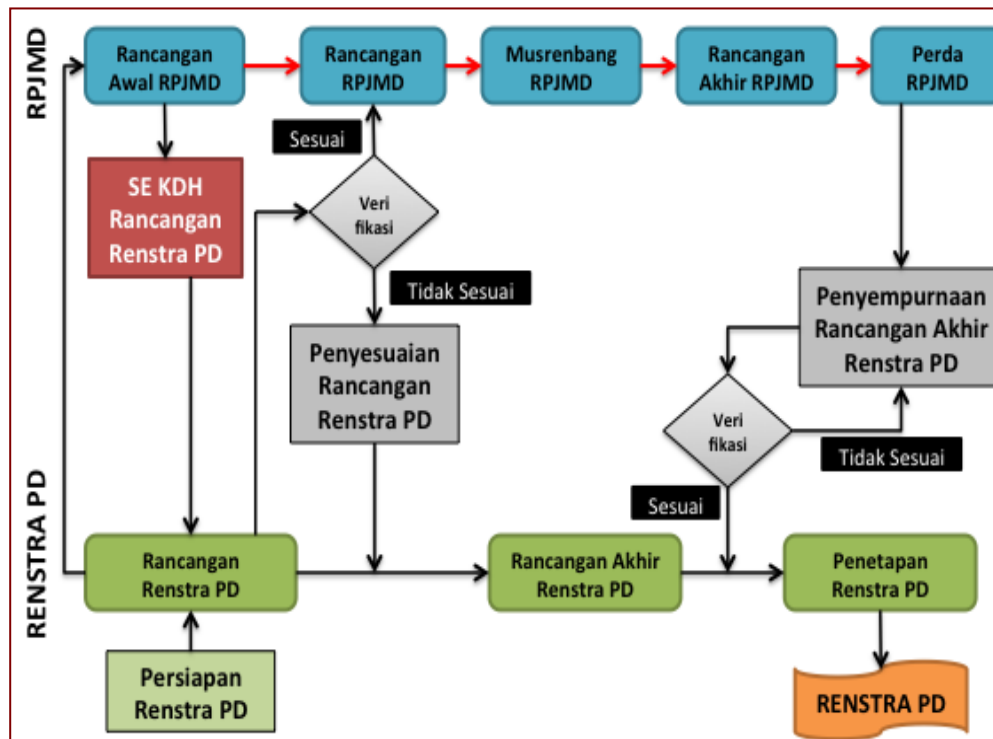 RPJMD
Rancangan
Awal RPJMD
Rancangan
RPJMD
Musrenbang
RPJMD
Rancangan
Akhir RPJMD
Perda
RPJMD
Sesuai
SE KDH
Rancangan
Renstra PD
Veri
fikasi
Tidak Sesuai
Penyesuaian
Rancangan
Renstra PD
Penyempurnaan
Rancangan Akhir
Renstra PD
Veri
fikasi
Tidak Sesuai
Sesuai
RENSTRA PD
Rancangan
Renstra PD
Rancangan Akhir
Renstra PD
Penetapan
Renstra PD
Persiapan
Renstra PD
RENSTRA PD